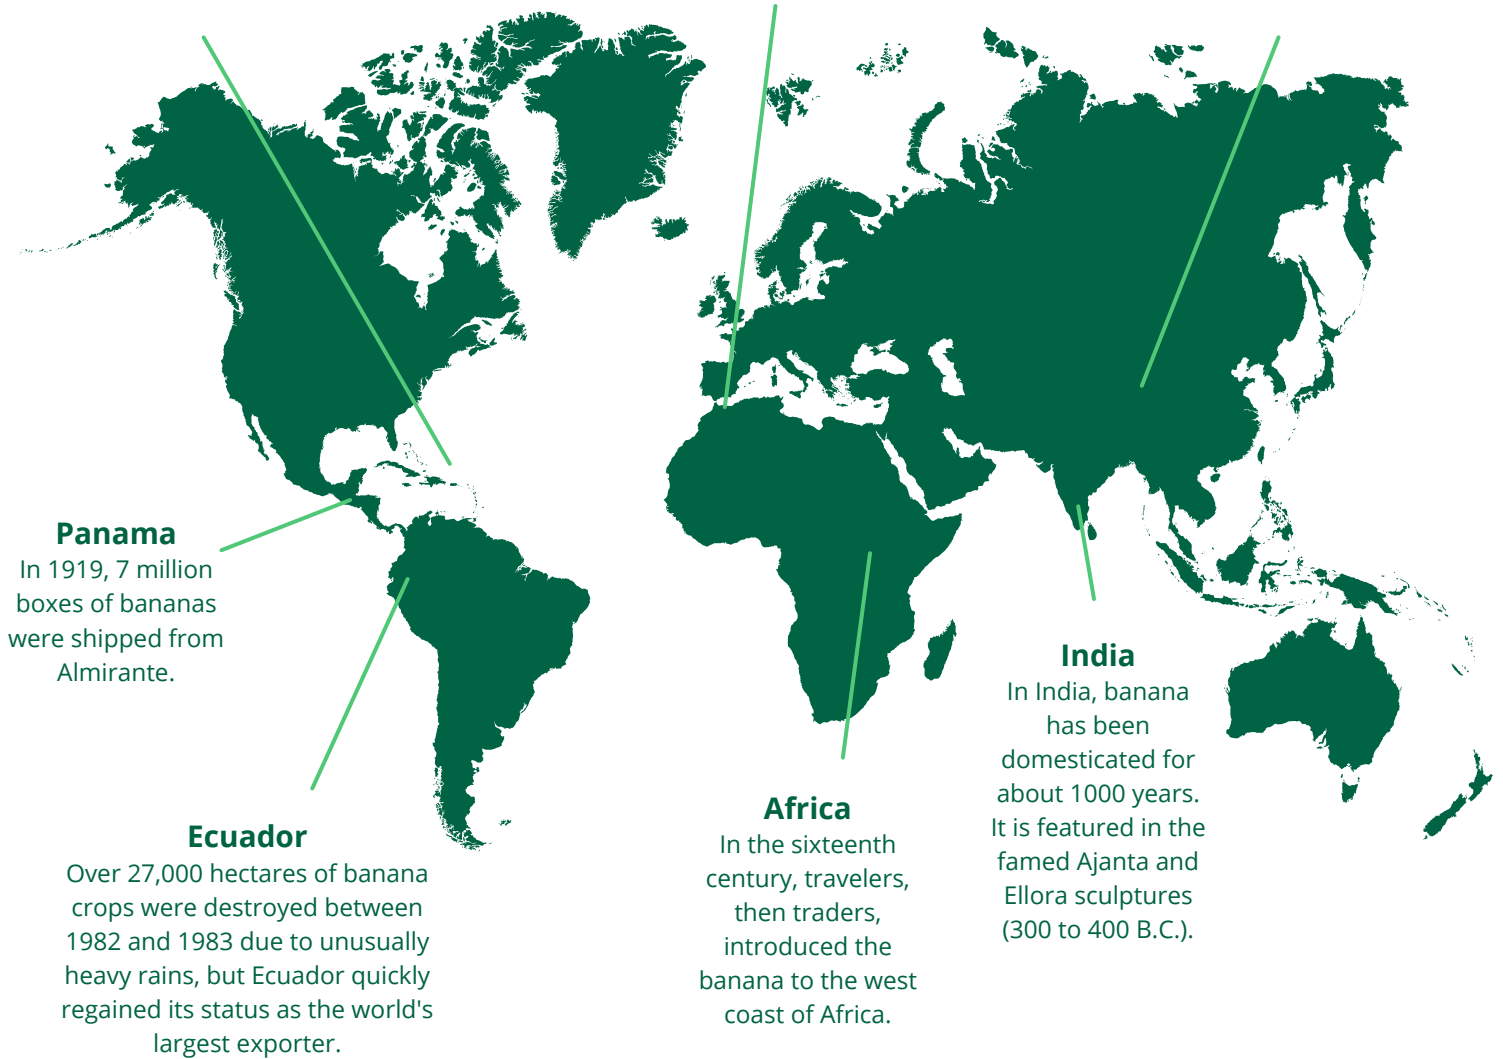 Panama
In 1919, 7 million
boxes of bananas
were shipped from
Almirante.
Ecuador
Over 27,000 hectares of banana
crops were destroyed between
1982 and 1983 due to unusually
heavy rains, but Ecuador quickly
regained its status as the world's
largest exporter.
Africa
In the sixteenth
century, travelers,
then traders,
introduced the
banana to the west
coast of Africa.
India
In India, banana
has been
domesticated for
about 1000 years.
It is featured in the
famed Ajanta and
Ellora sculptures
(300 to 400 B.C.).